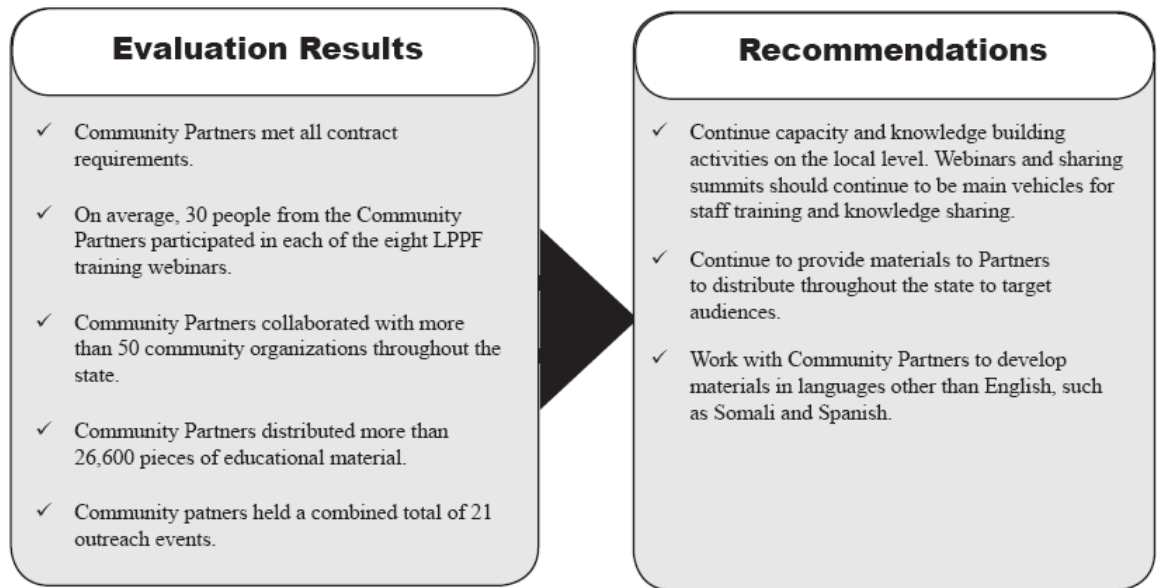 Evaluation Results
✓ Community Partners met all contract
requirements.
✓ On average, 30 people from the Community
Partners participated in each of the eight LPPF
training webinars.
✓ Community Partners collaborated with more
than 50 community organizations throughout the
state.
✓ Community Partners distributed more than
26,600 pieces of educational material.
✓ Community patners held a combined total of 21
outreach events.
Recommendations
✓ Continue capacity and knowledge building
activities on the local level. Webinars and sharing
summits should continue to be main vehicles for
staff training and knowledge sharing.
✓ Continue to provide materials to Partners
to distribute throughout the state to target
audiences.
✓ Work with Community Partners to develop
materials in languages other than English, such
as Somali and Spanish.